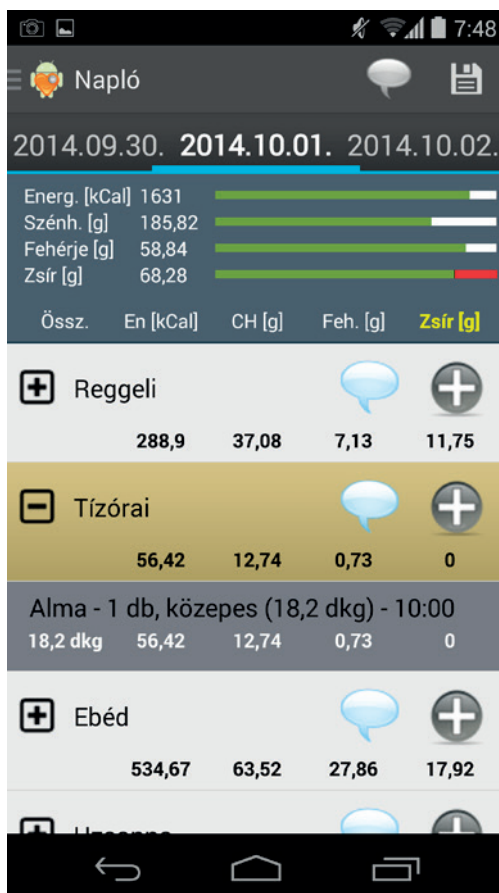 7:48
Napló
2014.09.30. 2014.10.01. 2014.10.02.
Energ. [kCal] 1631
Szénh. [g] 185,82
Fehérje [g] 58,84
Zsír [g] 68,28
Össz. En [kCal] CH [g] Feh. [g] Zsír [g]
Reggeli
288,9 37,08 7,13 11,75
Tízórai
56,42 12,74 0,73 0
Alma - 1 db, közepes (18,2 dkg) - 10:00
18,2 dkg 56,42 12,74 0,73 0
Ebéd
534,67 63,52 27,86 17,92